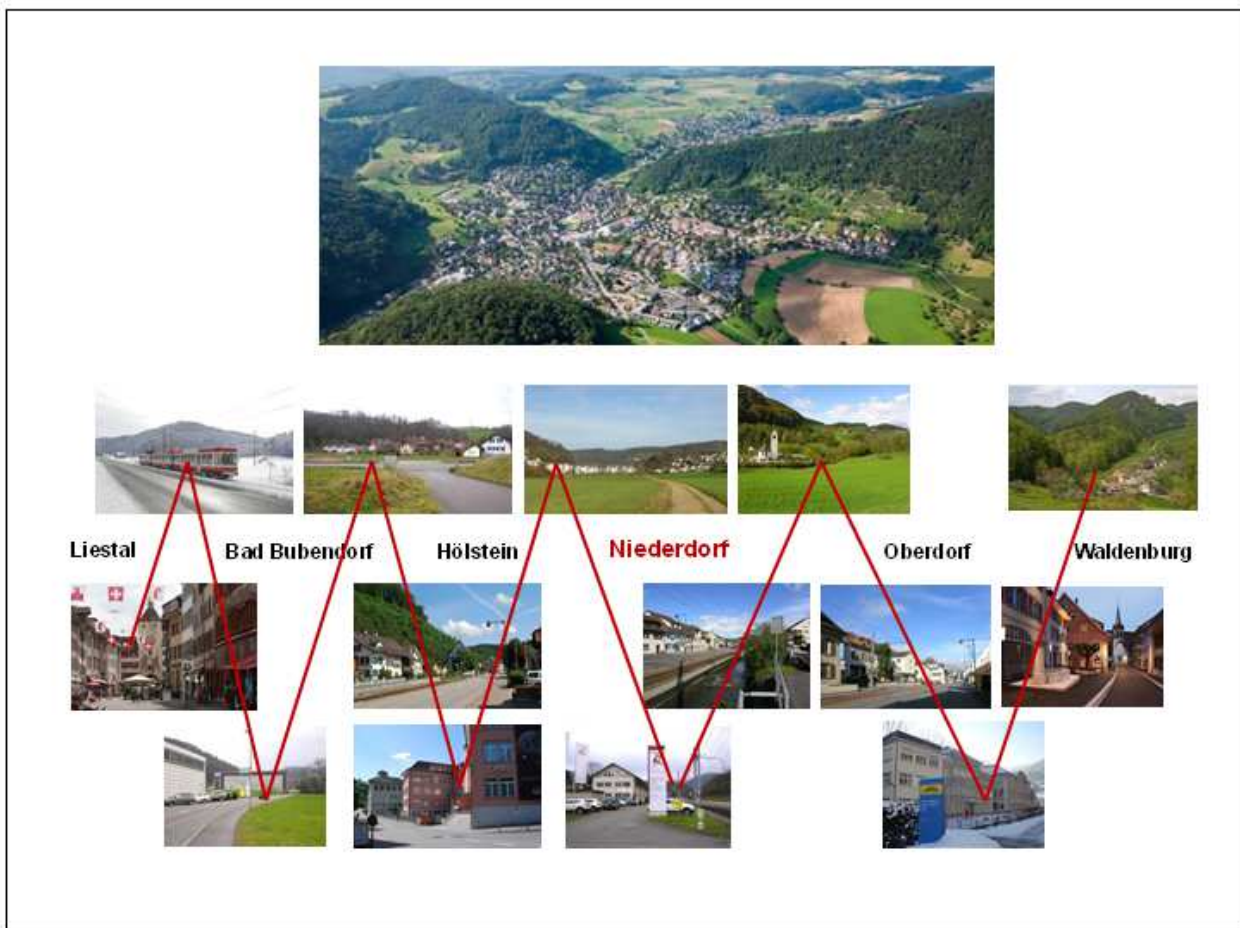 Liestal
Bad Bubendorf
Hölstein
Niederdorf
Oberdorf
Waldenburg